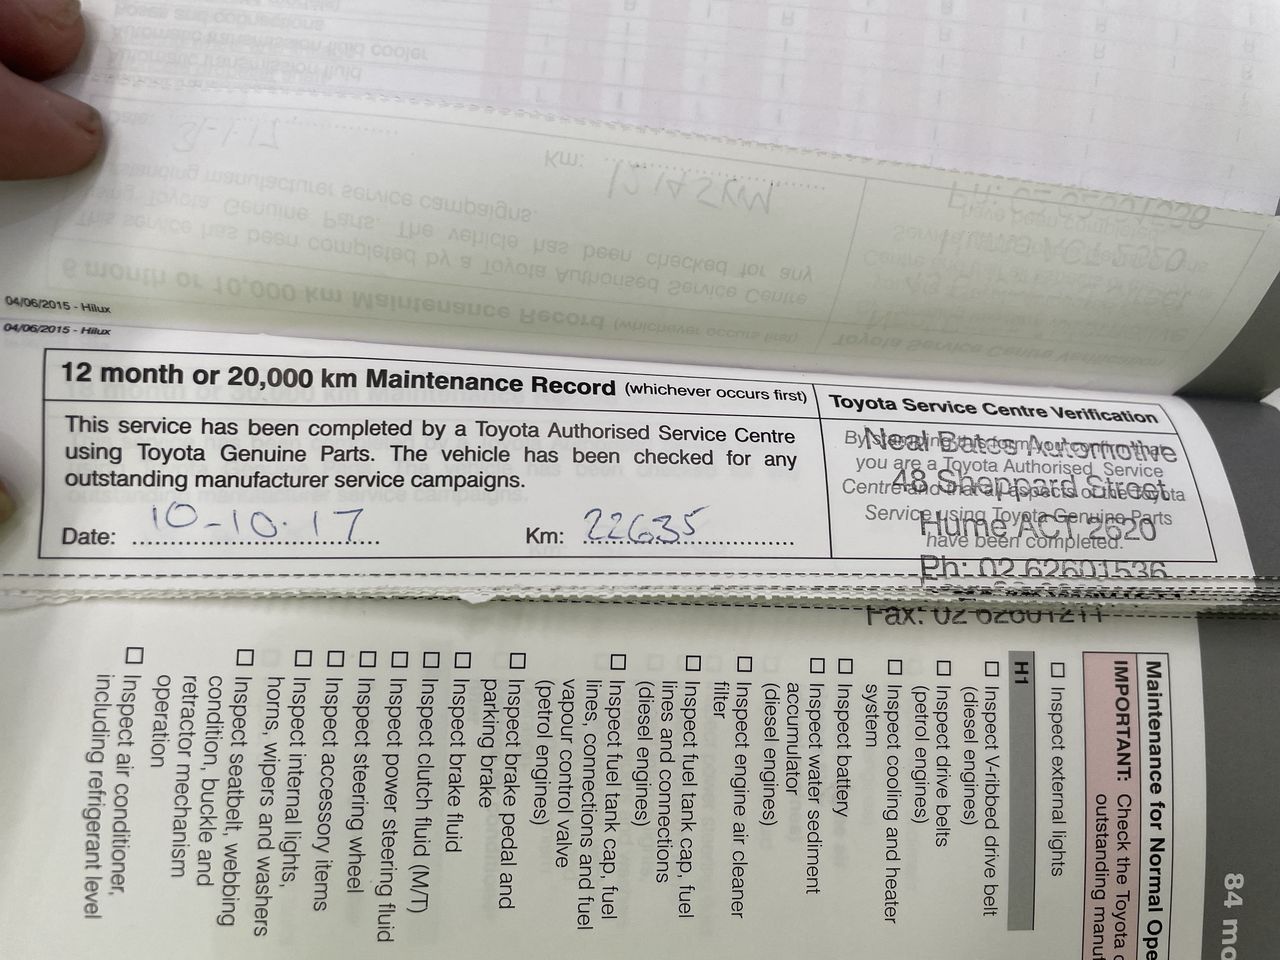 04/06/2015 - Hilux
04/06/2015 - Hilux
12 month or 20,000 km Maintenance Record (whichever occurs first)
This service has been completed by a Toyota Authorised Service Centre
using Toyota Genuine Parts. The vehicle has been checked for any
outstanding manufacturer service campaigns.
Date: 10-10-17
Km: 22635
Toyota Service Centre Verification
By stamping this form you confirm that
you are a Toyota Authorised Service
Centre and that all aspects of the Toyota
Service using Toyota Genuine Parts
have been completed.
Neal Bates Automotive
48 Sheppard Street
Hume ACT 2620
Ph: 02 62601536
Fax: 02 62601211
Maintenance for Normal Ope
IMPORTANT: Check the Toyota
outstanding manuf
☐ Inspect external lights
H1
☐ Inspect V-ribbed drive belt
(diesel engines)
☐ Inspect drive belts
(petrol engines)
☐ Inspect cooling and heater
system
☐ Inspect battery
☐ Inspect water sediment
accumulator
(diesel engines)
☐ Inspect engine air cleaner
filter
☐ Inspect fuel tank cap, fuel
lines and connections
(diesel engines)
☐ Inspect fuel tank cap, fuel
lines, connections and fuel
vapour control valve
(petrol engines)
☐ Inspect brake pedal and
parking brake
☐ Inspect brake fluid
☐ Inspect clutch fluid (M/T)
☐ Inspect power steering fluid
☐ Inspect steering wheel
☐ Inspect accessory items
☐ Inspect internal lights,
horns, wipers and washers
☐ Inspect seatbelt, webbing
condition, buckle and
retractor mechanism
operation
☐ Inspect air conditioner,
including refrigerant level
84 mo